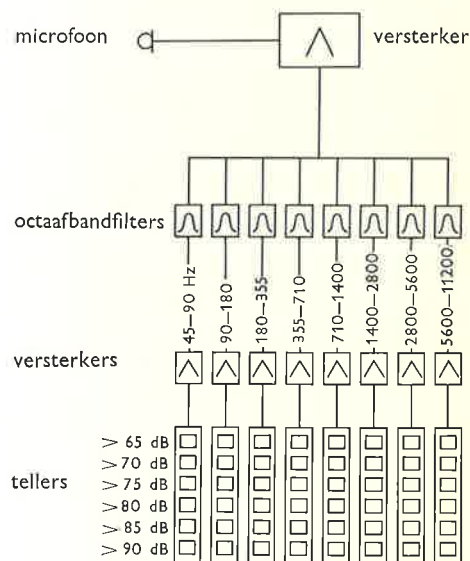 microfoon versterker
octaafbandfilters
45–90 Hz
90–180
180–355
355–710
710–1400
1400–2800
2800–5600
5600–11200
versterkers
tellers
> 65 dB
> 70 dB
> 75 dB
> 80 dB
> 85 dB
> 90 dB